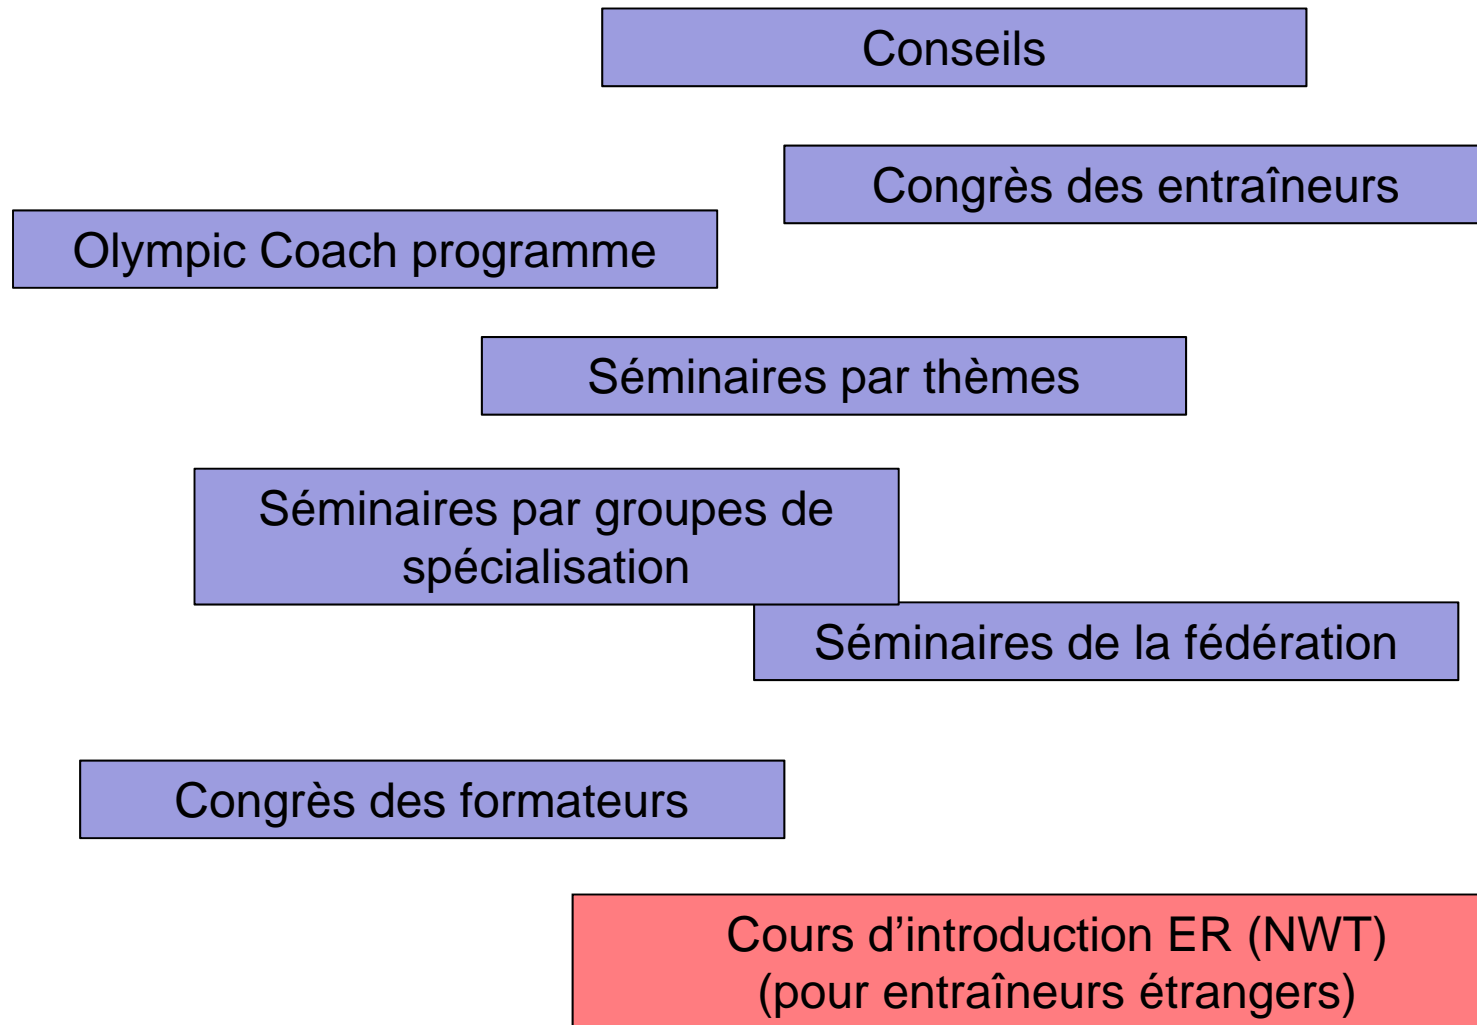 Conseils
Congrès des entraîneurs
Olympic Coach programme
Séminaires par thèmes
Séminaires par groupes de
spécialisation
Séminaires de la fédération
Congrès des formateurs
Cours d’introduction ER (NWT)
(pour entraîneurs étrangers)